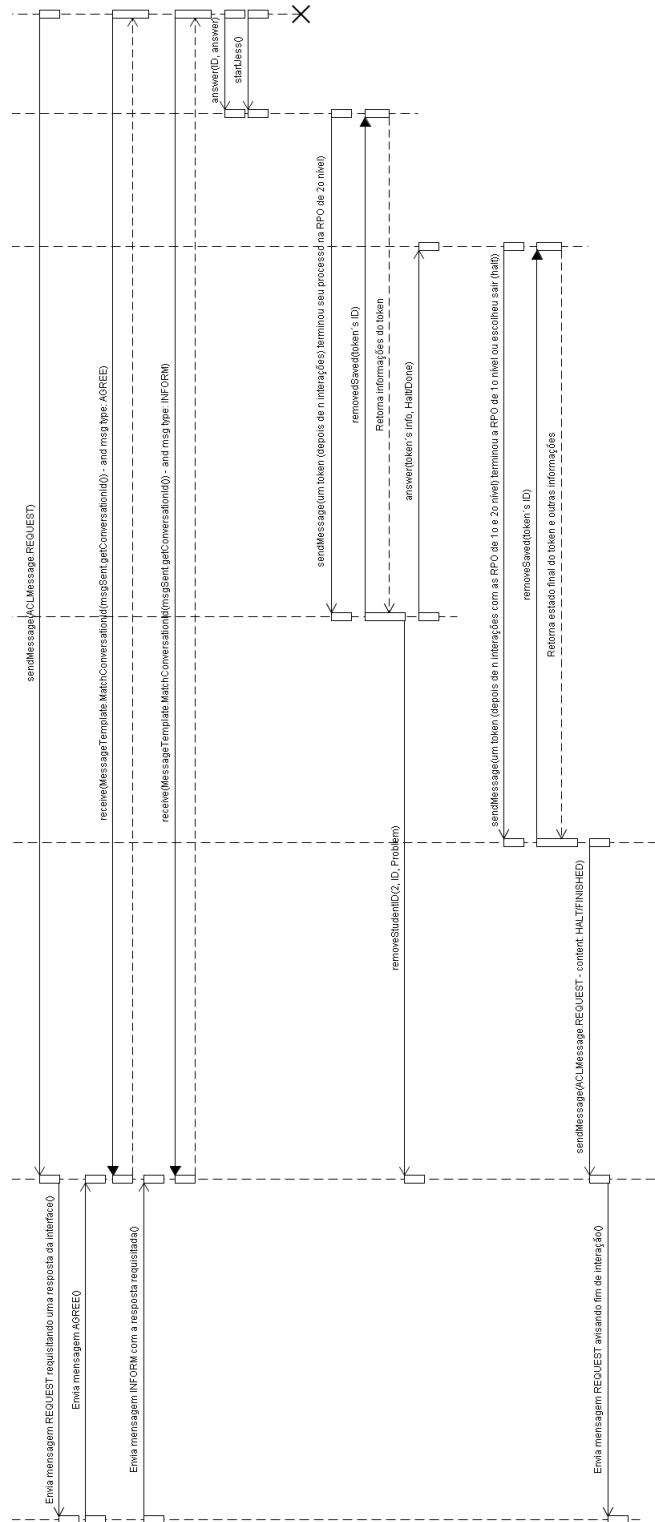 sendMessage(ACLMessage.REQUEST)
Envia mensagem REQUEST requisitando uma resposta da interface()
Envia mensagem AGREE()
receive(MessageTemplate.MatchConversationId(msgSent.getConversationId()) - and msg type: AGREE)
Envia mensagem INFORM com a resposta requisitada()
receive(MessageTemplate.MatchConversationId(msgSent.getConversationId()) - and msg type: INFORM)
answer(ID, answer)
startJess()
sendMessage(um token (depois de n interações) terminou seu processo na RPO de 2o nível)
removedSaved(token´s ID)
Retorna informações do token
removeStudentID(2, ID, Problem)
answer(token´s info, Halt/Done)
sendMessage(um token (depois de n interações com as RPO de 1o e 2o nível) terminou a RPO de 1o nível ou escolheu sair (halt))
removeSaved(token´s ID)
Retorna estado final do token e outras informações
sendMessage(ACLMessage.REQUEST - content: HALT/FINISHED)
Envia mensagem REQUEST avisando fim de interação()